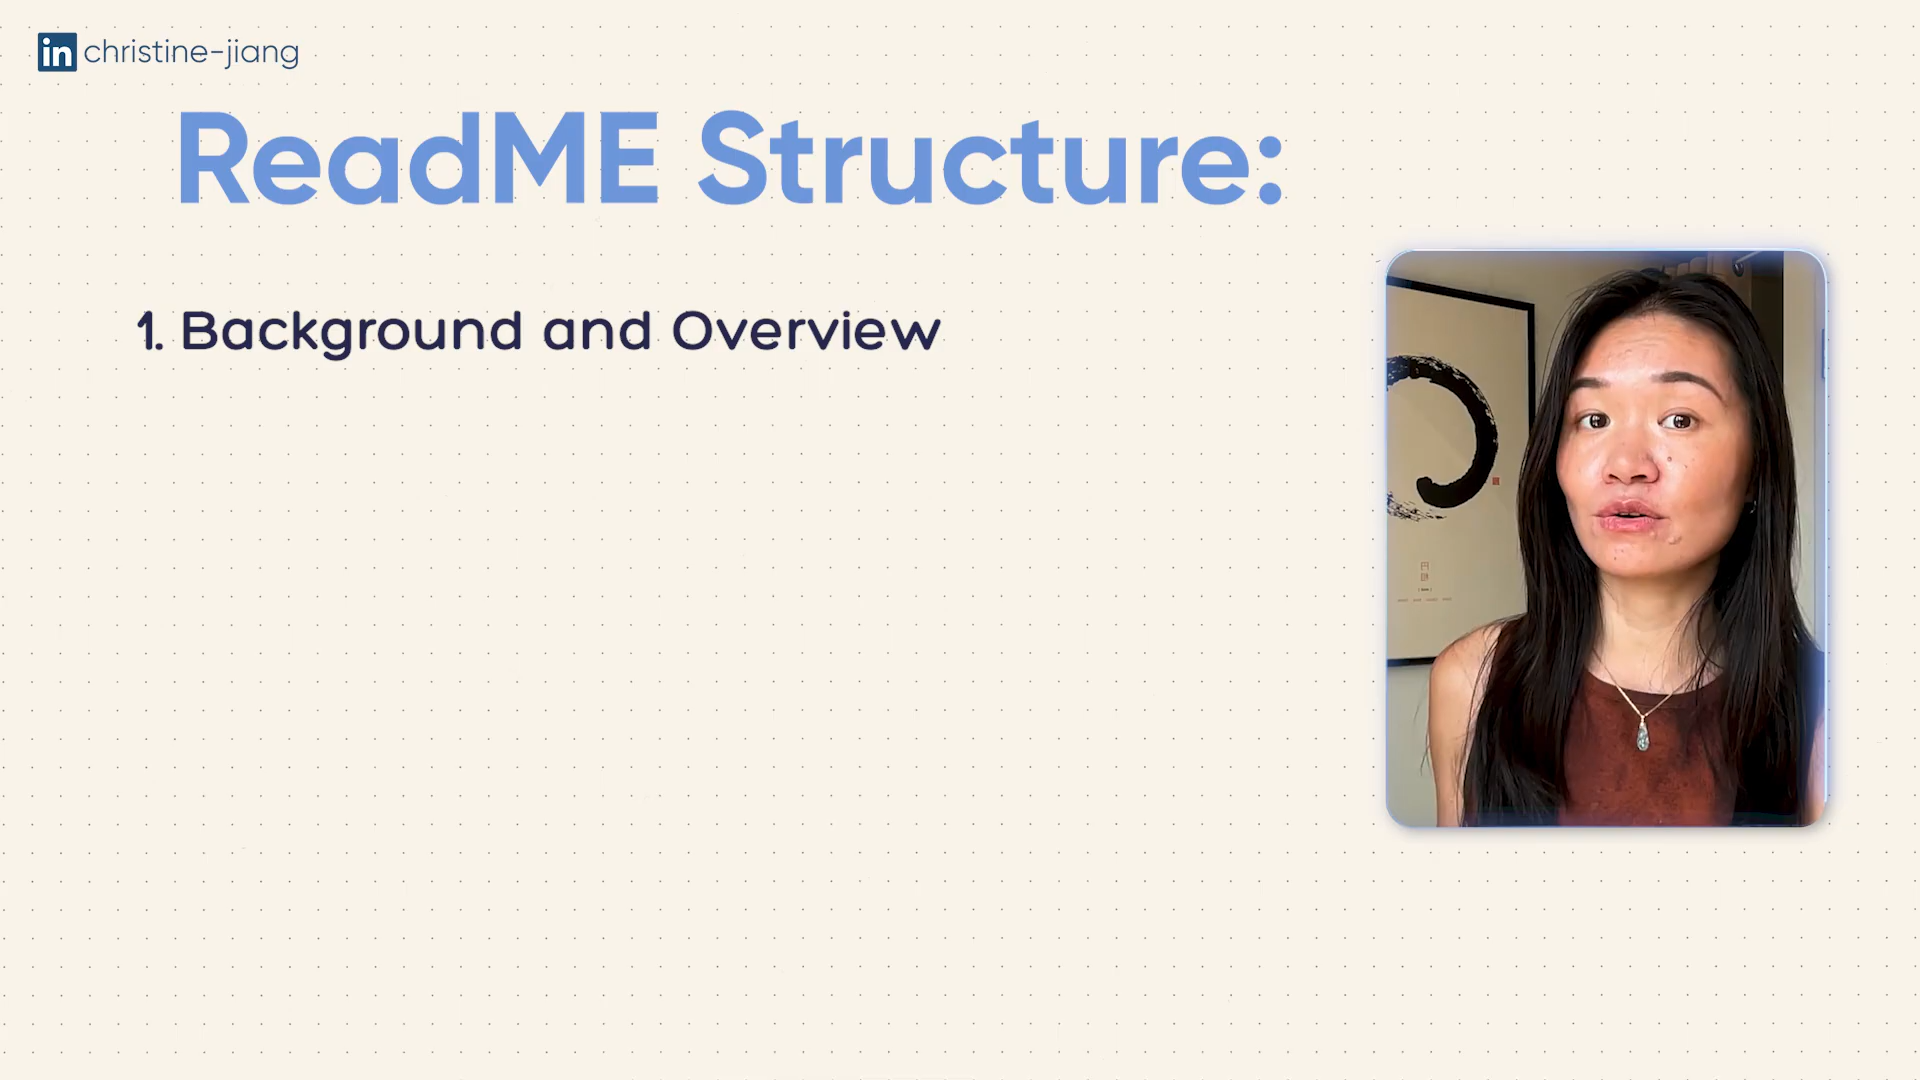 in christine-jiang
ReadME Structure:
1. Background and Overview